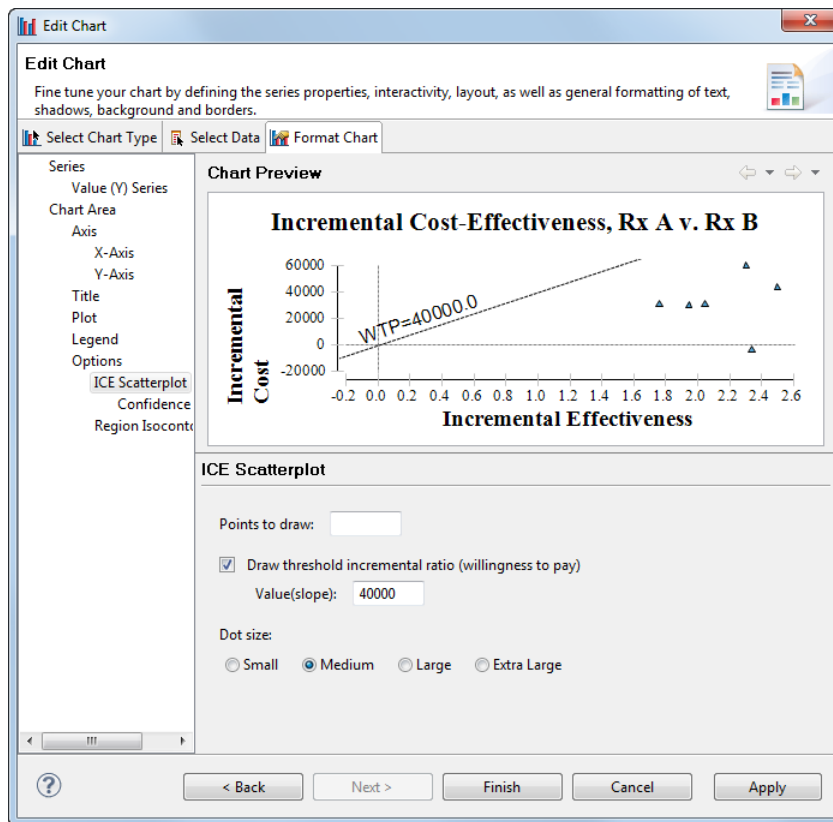 Edit Chart
Edit Chart
Fine tune your chart by defining the series properties, interactivity, layout, as well as general formatting of text,
shadows, background and borders.
Select Chart Type Select Data Format Chart
Series
Value (Y) Series
Chart Area
Axis
X-Axis
Y-Axis
Title
Plot
Legend
Options
ICE Scatterplot
Confidence
Region Isoconto
Chart Preview
Incremental Cost-Effectiveness, Rx A v. Rx B
Incremental
Cost
60000
40000
20000
0
-20000
WTP=40000.0
-0.2 0.0 0.2 0.4 0.6 0.8 1.0 1.2 1.4 1.6 1.8 2.0 2.2 2.4 2.6
Incremental Effectiveness
ICE Scatterplot
Points to draw:
Draw threshold incremental ratio (willingness to pay)
Value(slope): 40000
Dot size:
Small Medium Large Extra Large
? < Back Next > Finish Cancel Apply